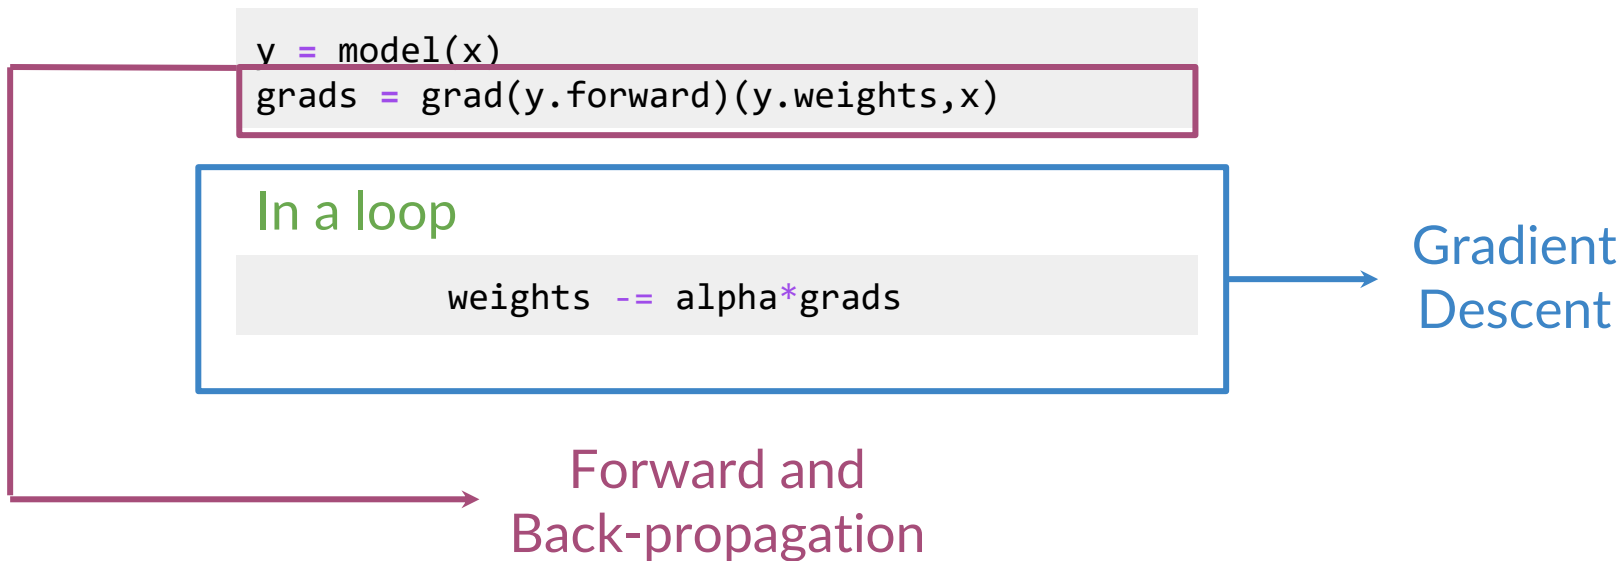 y = model(x)
grads = grad(y.forward)(y.weights,x)
In a loop
weights -= alpha*grads
Gradient
Descent
Forward and
Back-propagation